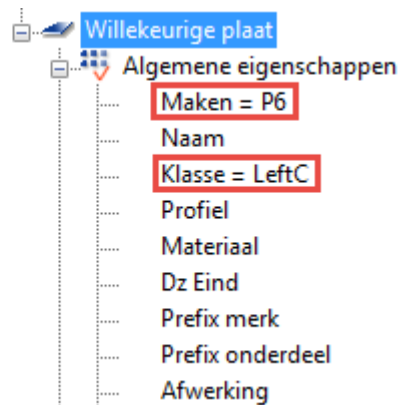 Willekeurige plaat
Algemene eigenschappen
Maken = P6
Naam
Klasse = LeftC
Profiel
Materiaal
Dz Eind
Prefix merk
Prefix onderdeel
Afwerking